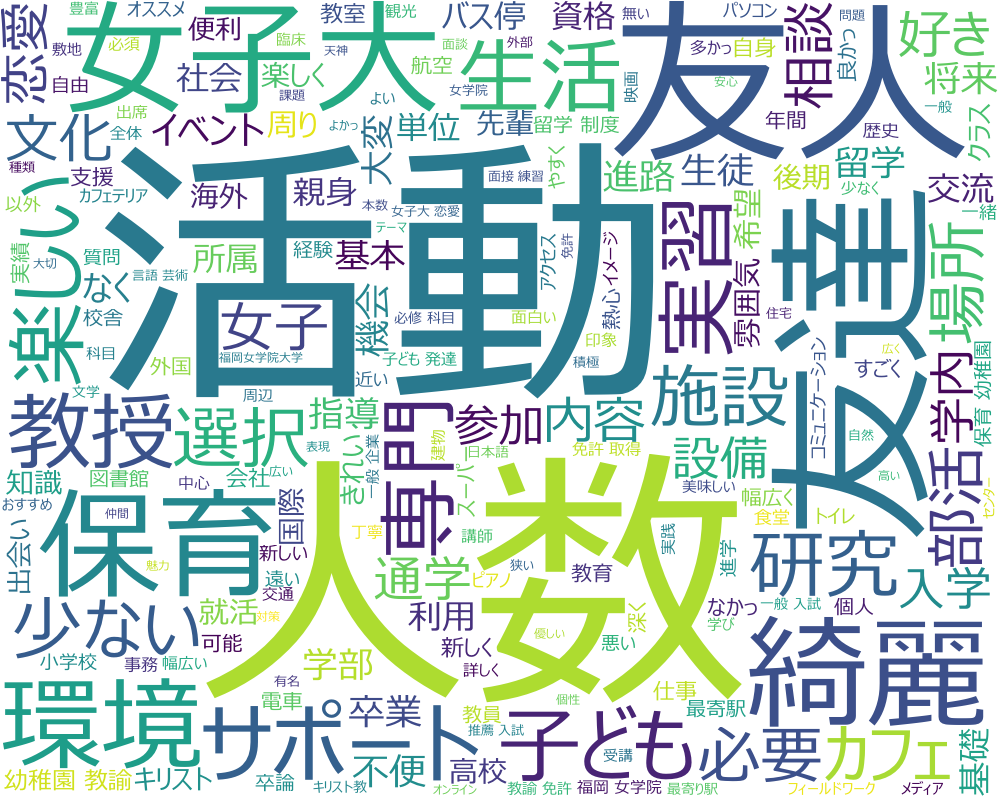 豊富
観光
オススメ
教室
バス停
資格
無い
パソコン
問題
好き
恋愛
敷地
必須
便利
臨床
天神
面談
外部
多かっ
自身
良かっ
女子大
生活
友人
相談
将来
自由
社会
楽しく
課題
航空
女学院
映画
安心
一般
クラス
文化
出席
全体
イベント
周り
大変
よい
よかっ
単位
先輩
留学 制度
年間
歴史
種類
支援
カフェテリア
海外
親身
本数
女子大 恋愛
面接 練習
やすく
進路
生徒
後期
留学
少なく
交流
一緒
以外
楽しい
実績
大切
質問
言語 芸術
なく
所属
経験
基本
テーマ
活動
アクセス
免許
実習
希望
雰囲気
友達
場所
校舎
女子
機会
必修 科目
面白い
熱心
イメージ
住宅
科目
外国
福岡女学院大学
子ども 発達
印象
積極
コミュニケーション
すごく
広く
学内
保育 幼稚園
文学
周辺
近い
教授
選択
指導
表現
専門
参加
内容
施設
部活
自然
知識
図書館
会社
広い
きれい
一般 企業
建物
日本語
スーパー
免許 取得
設備
幅広く
高い
おすすめ
仲間
中心
国際
丁寧
講師
美味しい
食堂
トイレ
センター
保育
人数
出会い
新しい
遠い
通学
ピアノ
狭い
教育
実践
進学
研究
入学
少ない
魅力
交通
就活
対策
利用
優しい
深く
なかっ
一般 入試
個人
小学校
事務
幅広い
可能
学部
新しく
詳しく
悪い
学び
綺麗
環境
有名
電車
サポート
卒業
教員
個性
仕事
最寄駅
推薦 入試
子ども
必要
カフェ
基礎
幼稚園 教諭
キリスト
卒論
キリスト教
不便
高校
オンライン
受講
教諭 免許
福岡 女学院
最寄り駅
フィールドワーク
メディア